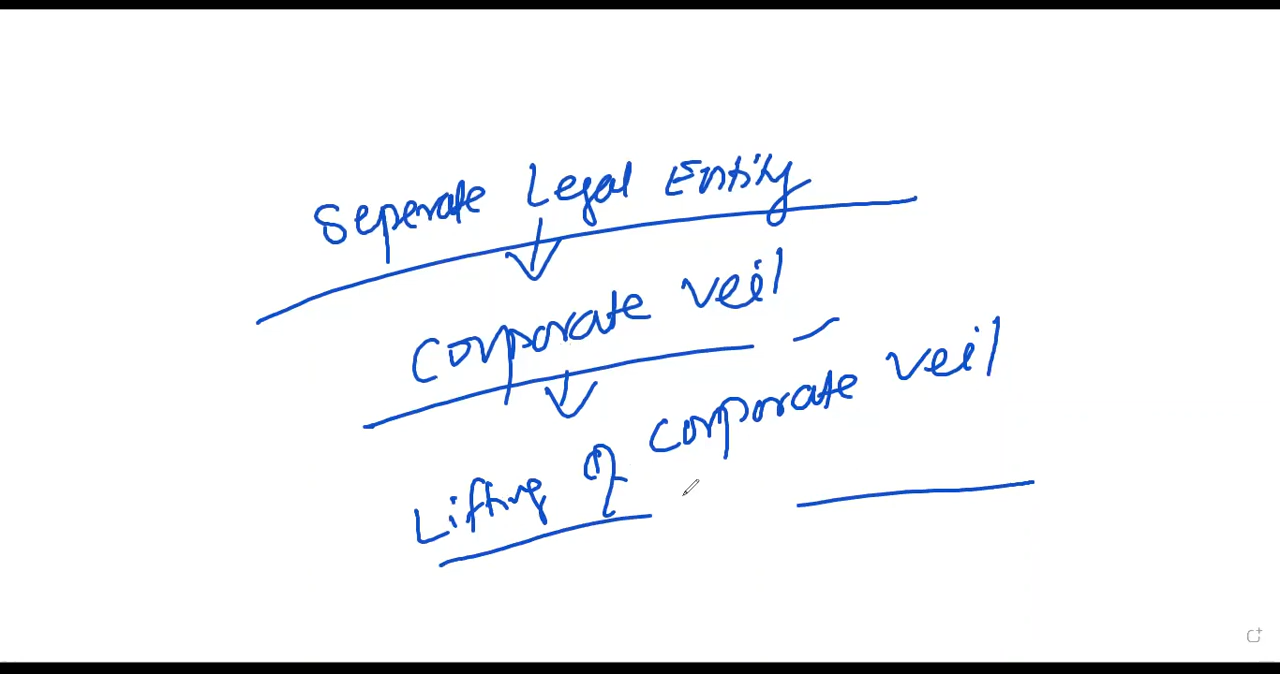 Seperate Legal Entity
Corporate veil
Lifting of corporate veil